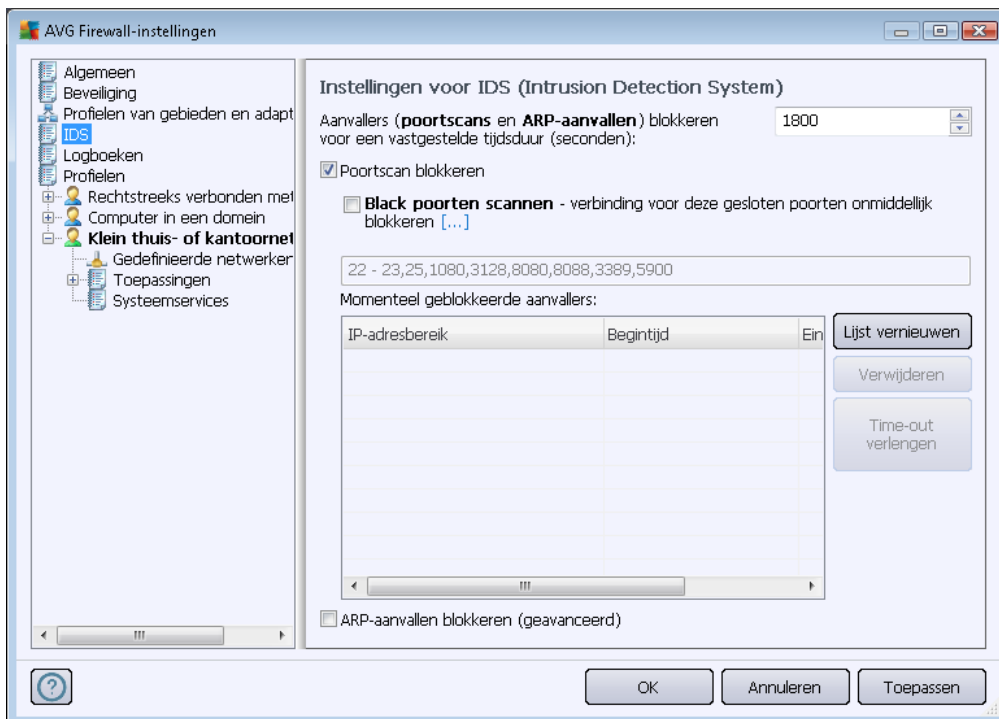 AVG Firewall-instellingen
Algemeen
Beveiliging
Profielen van gebieden en adapt
IDS
Logboeken
Profielen
Rechtstreeks verbonden met
Computer in een domein
Klein thuis- of kantoornet
Gedefinieerde netwerken
Toepassingen
Systeemservices
Instellingen voor IDS (Intrusion Detection System)
Aanvallers (poortscans en ARP-aanvallen) blokkeren
voor een vastgestelde tijdsduur (seconden):
1800
Poortscan blokkeren
Black poorten scannen - verbinding voor deze gesloten poorten onmiddelijk
blokkeren [...]
22 - 23,25,1080,3128,8080,8088,3389,5900
Momenteel geblokkeerde aanvallers:
IP-adresbereik
Begintijd
Ein
Lijst vernieuwen
Verwijderen
Time-out
verlengen
ARP-aanvallen blokkeren (geavanceerd)
OK
Annuleren
Toepassen